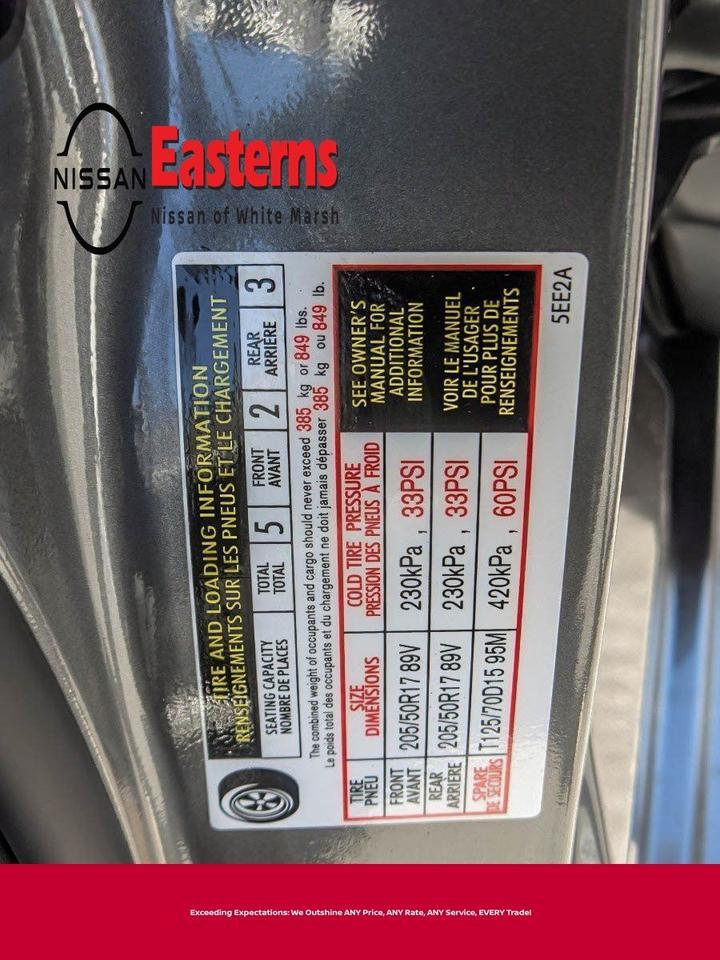 NISSAN
Easterns
Nissan of White Marsh
TIRE AND LOADING INFORMATION
RENSEIGNEMENTS SUR LES PNEUS ET LE CHARGEMENT
SEATING CAPACITY TOTAL 5 FRONT 2 REAR 3
NOMBRE DE PLACES TOTAL AVANT ARRIÈRE
The combined weight of occupants and cargo should never exceed 385 kg or 849 lbs.
Le poids total des occupants et du chargement ne doit jamais dépasser 385 kg ou 849 lb.
TIRE SIZE COLD TIRE PRESSURE
PNEU DIMENSIONS PRESSION DES PNEUS À FROID
FRONT AVANT 205/50R17 89V 230kPa , 33PSI
REAR ARRIÈRE 205/50R17 89V 230kPa , 33PSI
SPARE DE SECOURS T125/70D15 95M 420kPa , 60PSI
SEE OWNER'S
MANUAL FOR
ADDITIONAL
INFORMATION
VOIR LE MANUEL
DE L'USAGER
POUR PLUS DE
RENSEIGNEMENTS
5EE2A
Exceeding Expectations: We Outshine ANY Price, ANY Rate, ANY Service, EVERY Trade!